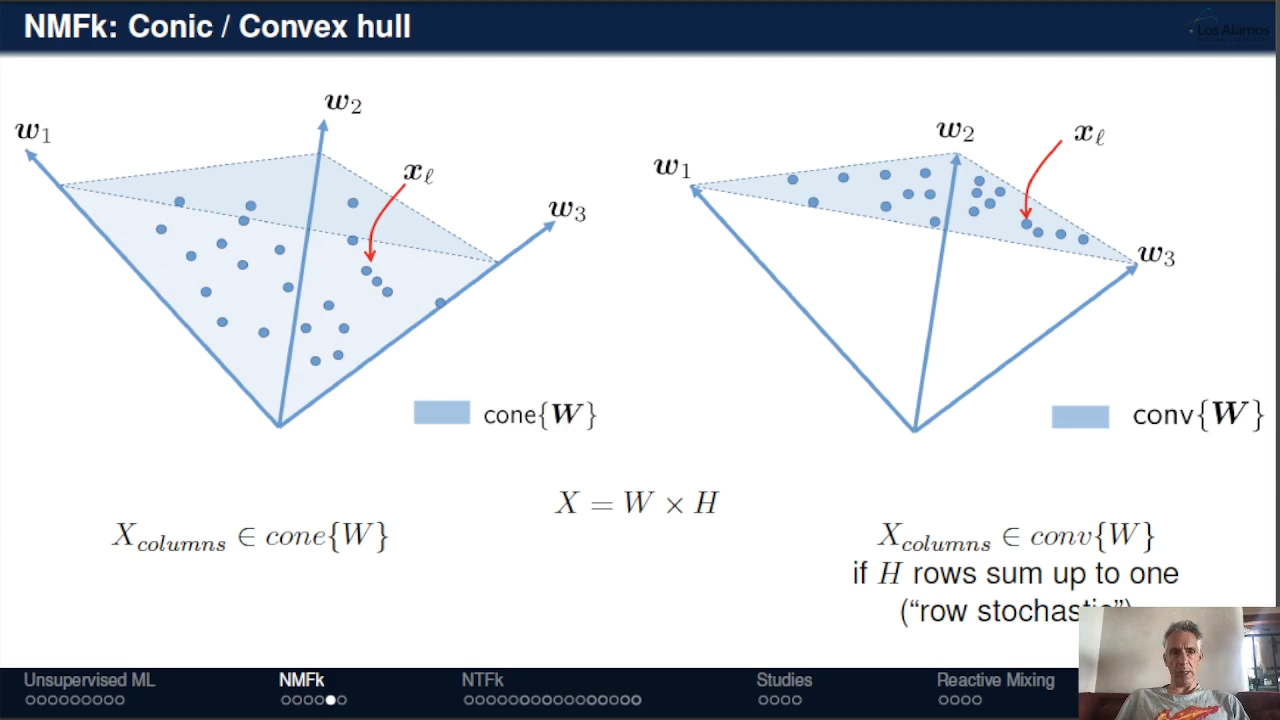 NMFk: Conic / Convex hull
Los Alamos
w₁
w₂
xℓ
w₃
cone{W}
w₁
w₂
xℓ
w₃
conv{W}
X = W × H
X_columns ∈ cone{W}
X_columns ∈ conv{W}
if H rows sum up to one
("row stochastic")
Unsupervised ML
NMFk
NTFk
Studies
Reactive Mixing